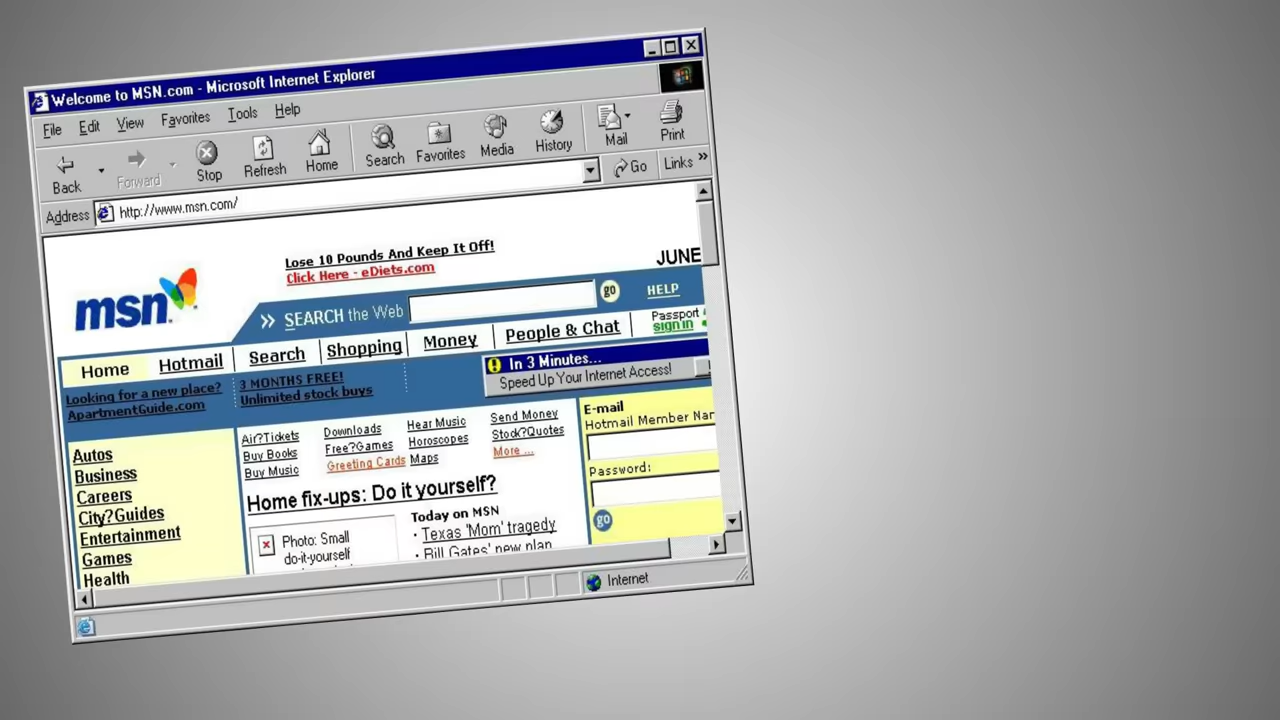 Welcome to MSN.com - Microsoft Internet Explorer
File Edit View Favorites Tools Help
Back Forward Stop Refresh Home Search Favorites Media History Mail Print
Address http://www.msn.com/ Go Links »
Lose 10 Pounds And Keep It Off!
Click Here - eDiets.com
JUNE
msn
SEARCH the Web go HELP
Home Hotmail Search Shopping Money People & Chat
Passport
sign in
Looking for a new place?
ApartmentGuide.com
3 MONTHS FREE!
Unlimited stock buys
In 3 Minutes...
Speed Up Your Internet Access!
Autos
Business
Careers
City?Guides
Entertainment
Games
Health
Air?Tickets Downloads Hear Music Send Money
Buy Books Free?Games Horoscopes Stock?Quotes
Buy Music Greeting Cards Maps More ...
Home fix-ups: Do it yourself?
Photo: Small
do-it-yourself
Today on MSN
· Texas 'Mom' tragedy
· Bill Gates' new plan
E-mail
Hotmail Member Nar
Password:
go
Internet